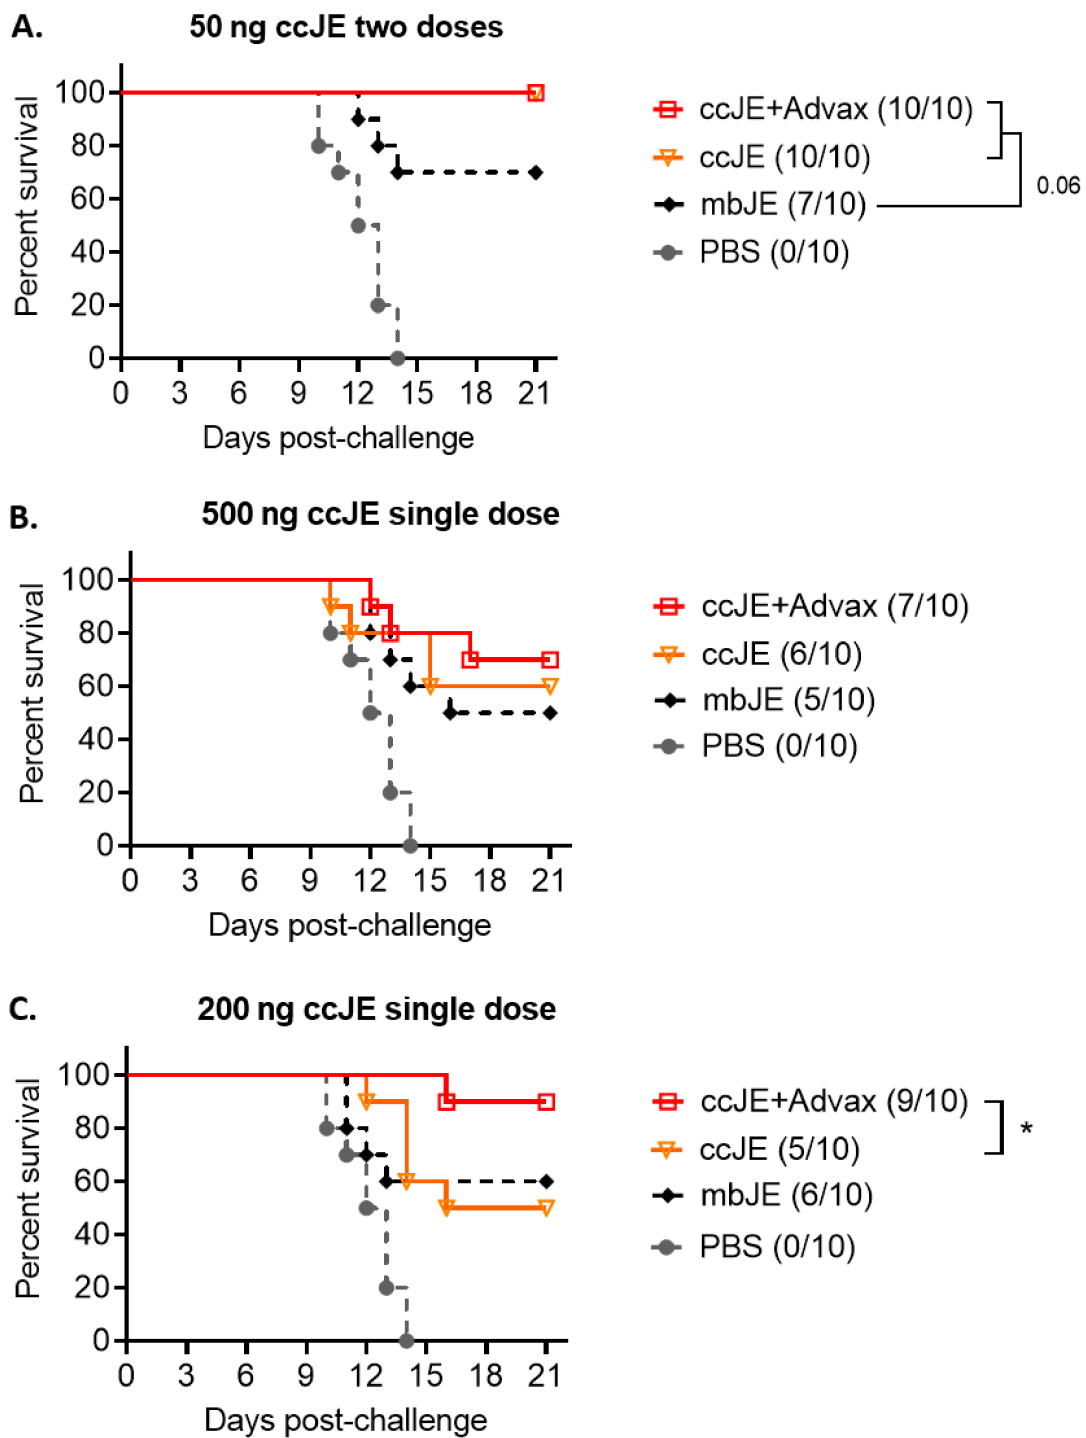 A.
50 ng ccJE two doses
Percent survival
100
80
60
40
20
0
0 3 6 9 12 15 18 21
Days post-challenge
ccJE+Advax (10/10)
ccJE (10/10)
mbJE (7/10)
PBS (0/10)
0.06
B.
500 ng ccJE single dose
Percent survival
100
80
60
40
20
0
0 3 6 9 12 15 18 21
Days post-challenge
ccJE+Advax (7/10)
ccJE (6/10)
mbJE (5/10)
PBS (0/10)
C.
200 ng ccJE single dose
Percent survival
100
80
60
40
20
0
0 3 6 9 12 15 18 21
Days post-challenge
ccJE+Advax (9/10)
ccJE (5/10)
mbJE (6/10)
PBS (0/10)
*